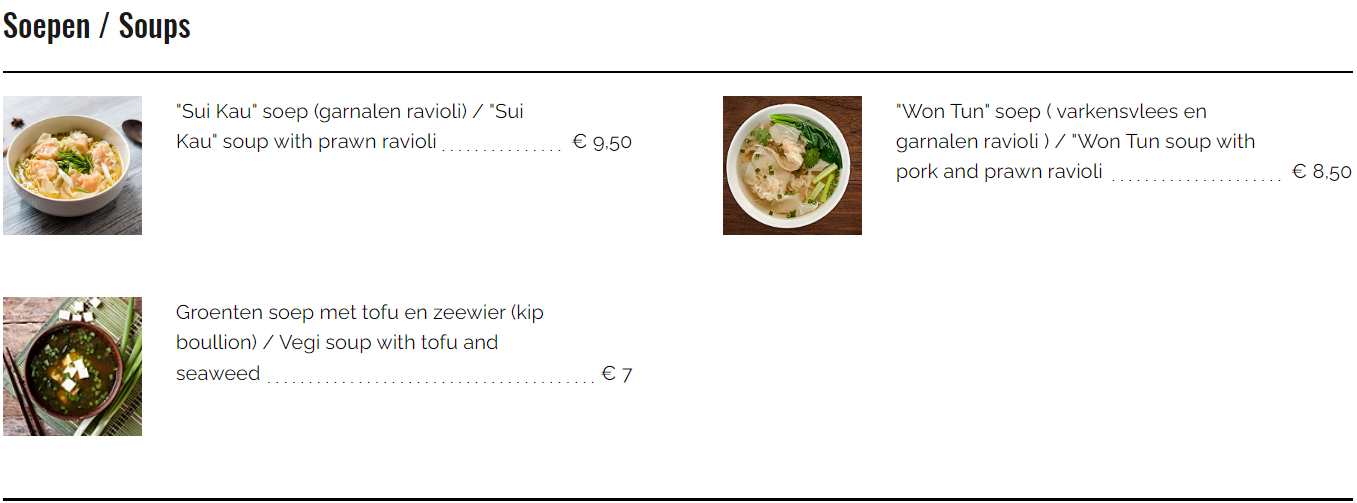 Soepen / Soups
"Sui Kau" soep (garnalen ravioli) / "Sui
Kau" soup with prawn ravioli € 9,50
"Won Tun" soep ( varkensvlees en
garnalen ravioli ) / "Won Tun soup with
pork and prawn ravioli € 8,50
Groenten soep met tofu en zeewier (kip
boullion) / Vegi soup with tofu and
seaweed € 7